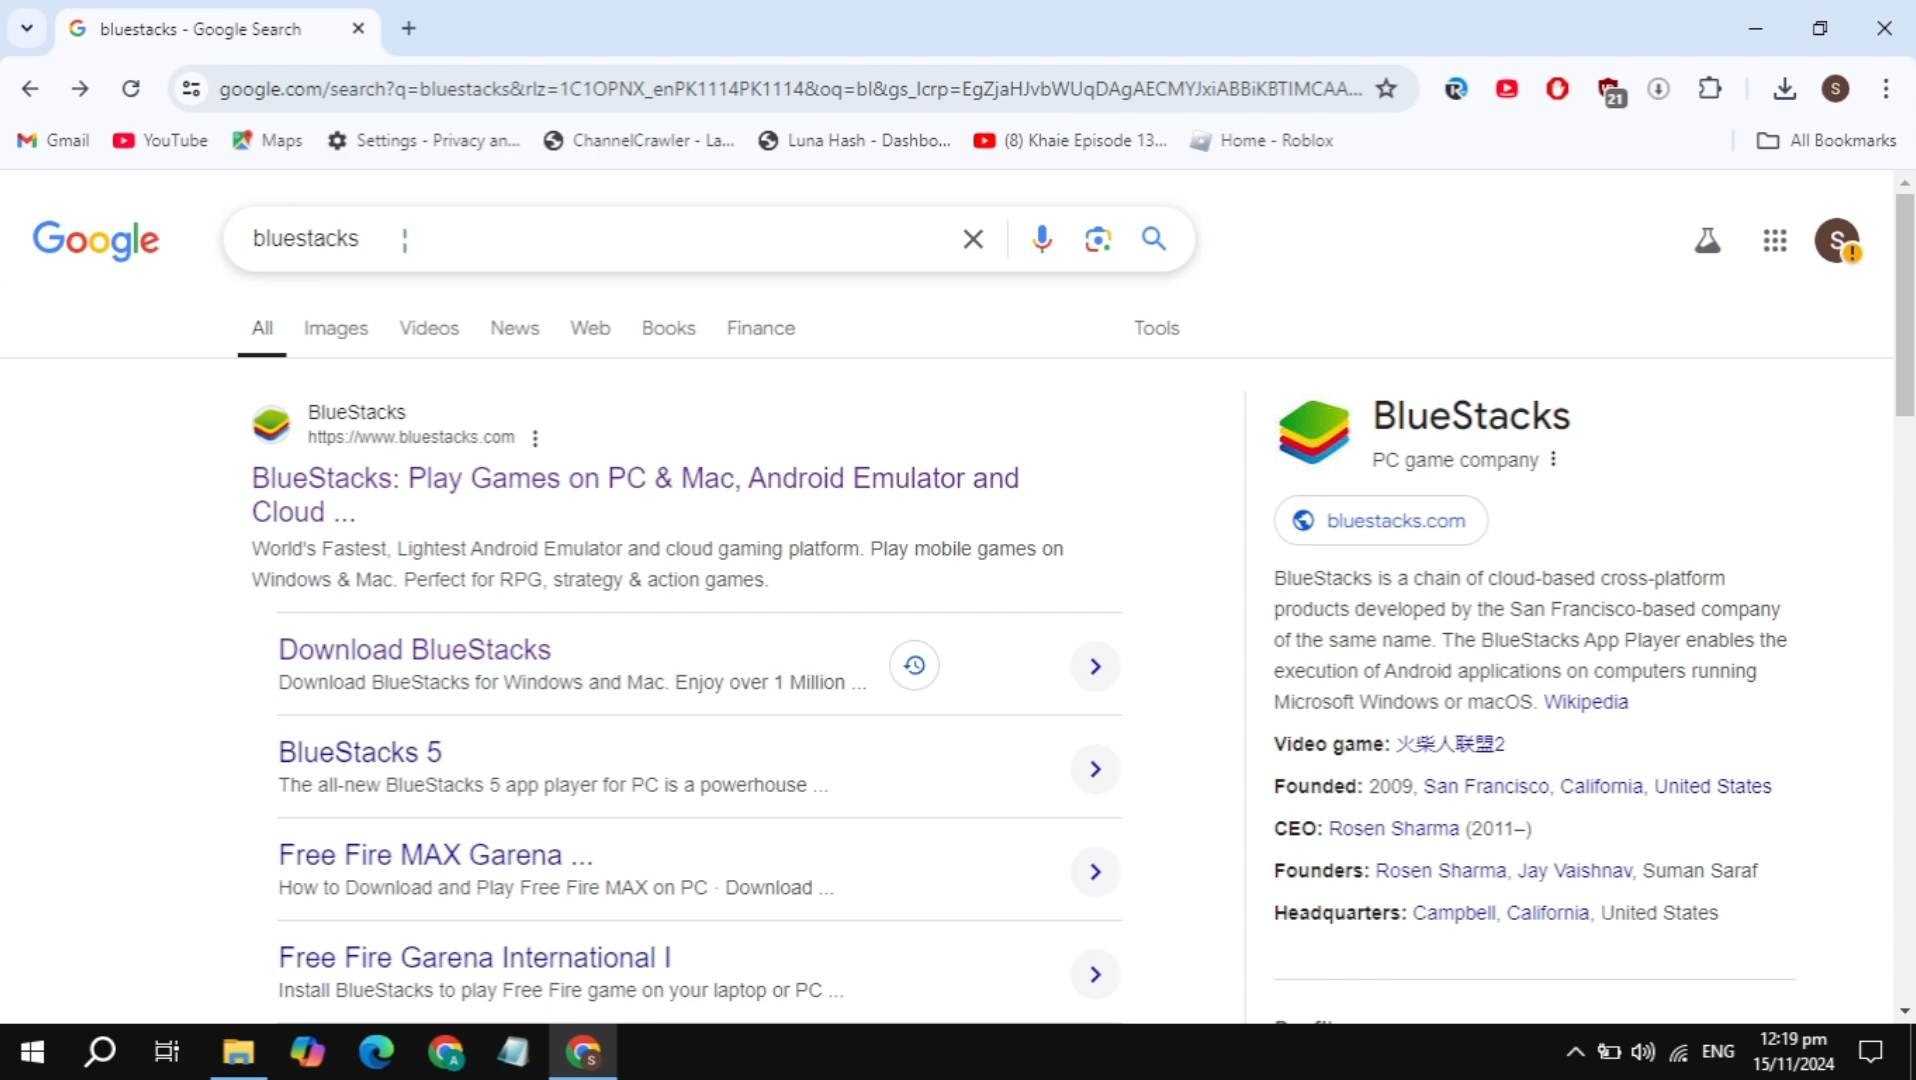 bluestacks - Google Search
google.com/search?q=bluestacks&rlz=1C1OPNX_enPK1114PK1114&oq=bl&gs_lcrp=EgZjaHJvbWUqDAgAECMYJxiABBiKBTIMCAA...
21
S
Gmail
YouTube
Maps
Settings - Privacy an...
ChannelCrawler - La...
Luna Hash - Dashbo...
(8) Khaie Episode 13...
Home - Roblox
All Bookmarks
Google
bluestacks
S
All
Images
Videos
News
Web
Books
Finance
Tools
BlueStacks
https://www.bluestacks.com
BlueStacks: Play Games on PC & Mac, Android Emulator and
Cloud ...
World's Fastest, Lightest Android Emulator and cloud gaming platform. Play mobile games on
Windows & Mac. Perfect for RPG, strategy & action games.
Download BlueStacks
Download BlueStacks for Windows and Mac. Enjoy over 1 Million ...
BlueStacks 5
The all-new BlueStacks 5 app player for PC is a powerhouse ...
Free Fire MAX Garena ...
How to Download and Play Free Fire MAX on PC · Download ...
Free Fire Garena International I
Install BlueStacks to play Free Fire game on your laptop or PC ...
BlueStacks
PC game company
bluestacks.com
BlueStacks is a chain of cloud-based cross-platform
products developed by the San Francisco-based company
of the same name. The BlueStacks App Player enables the
execution of Android applications on computers running
Microsoft Windows or macOS. Wikipedia
Video game: 火柴人联盟2
Founded: 2009, San Francisco, California, United States
CEO: Rosen Sharma (2011–)
Founders: Rosen Sharma, Jay Vaishnav, Suman Saraf
Headquarters: Campbell, California, United States
A
S
ENG
12:19 pm
15/11/2024